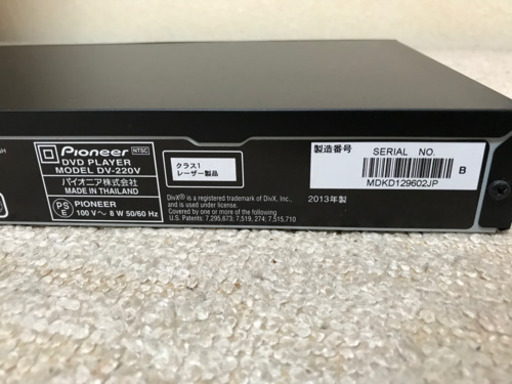 Pioneer NTSC
DVD PLAYER
MODEL DV-220V
パイオニア株式会社
MADE IN THAILAND
PS
E
PIONEER
100 V～ 8 W 50/60 Hz
クラス1
レーザー製品
DivX® is a registered trademark of DivX, Inc.,
and is used under license.
Covered by one or more of the following
U.S. Patents: 7,295,673; 7,519, 274; 7,515,710
製造番号
SERIAL NO.
MDKD129602JP
B
2013年製